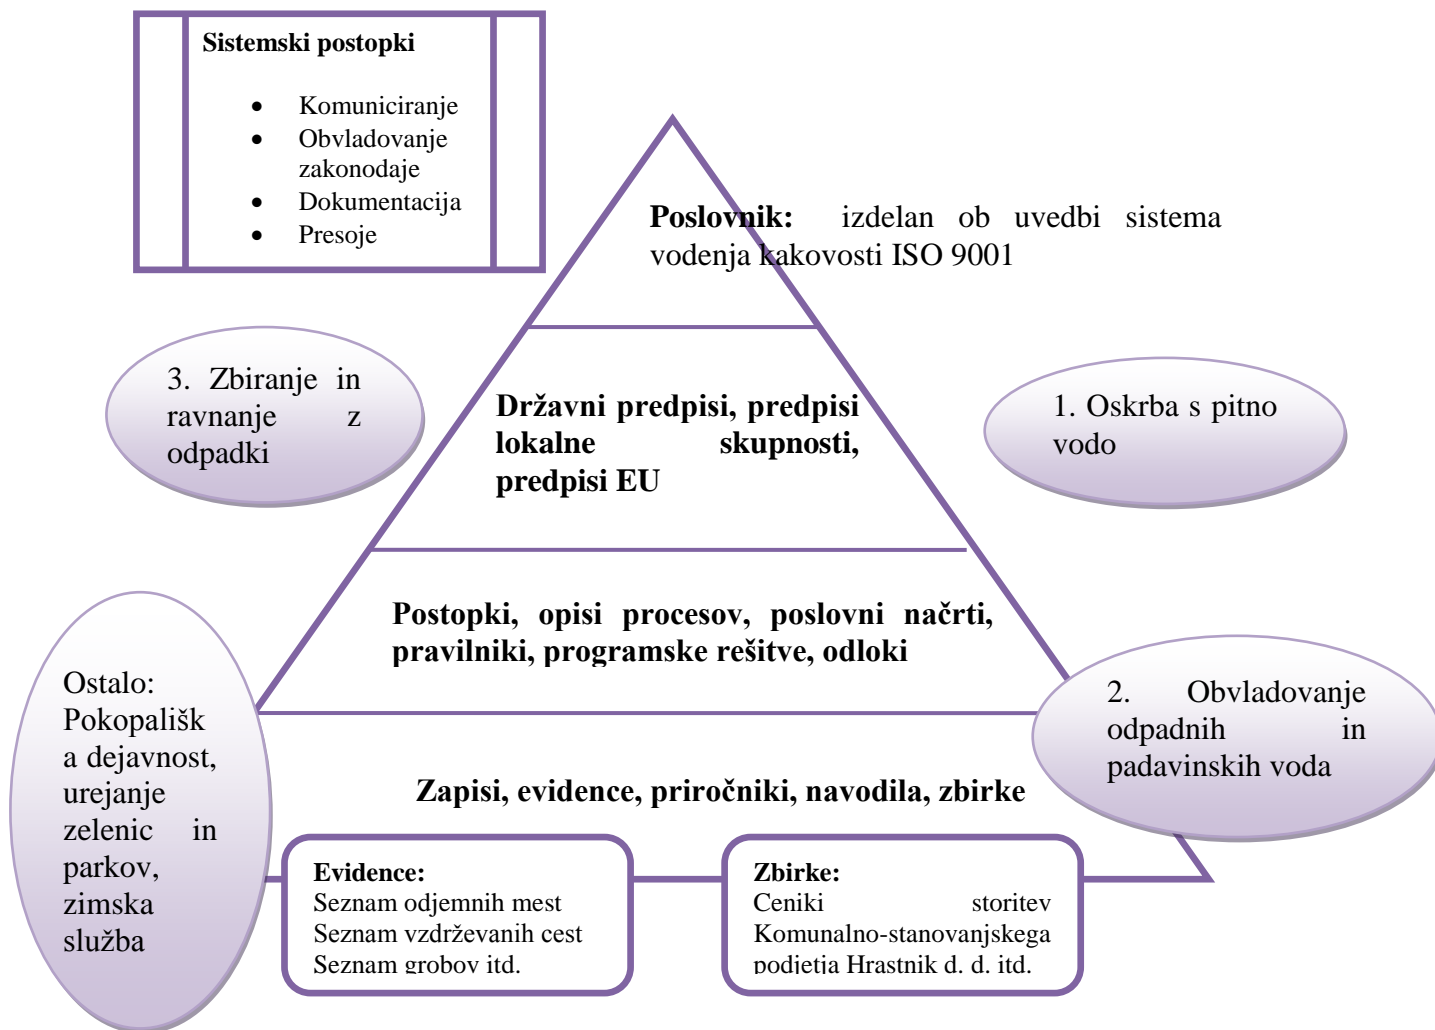 Sistemski postopki
• Komuniciranje
• Obvladovanje
zakonodaje
• Dokumentacija
• Presoje
Poslovnik: izdelan ob uvedbi sistema
vodenja kakovosti ISO 9001
3. Zbiranje in
ravnanje z
odpadki
Državni predpisi, predpisi
lokalne skupnosti,
predpisi EU
1. Oskrba s pitno
vodo
Postopki, opisi procesov, poslovni načrti,
pravilniki, programske rešitve, odloki
Ostalo:
Pokopališk
a dejavnost,
urejanje
zelenic in
parkov,
zimska
služba
2. Obvladovanje
odpadnih in
padavinskih voda
Zapisi, evidence, priročniki, navodila, zbirke
Evidence:
Seznam odjemnih mest
Seznam vzdrževanih cest
Seznam grobov itd.
Zbirke:
Ceniki storitev
Komunalno-stanovanjskega
podjetja Hrastnik d. d. itd.